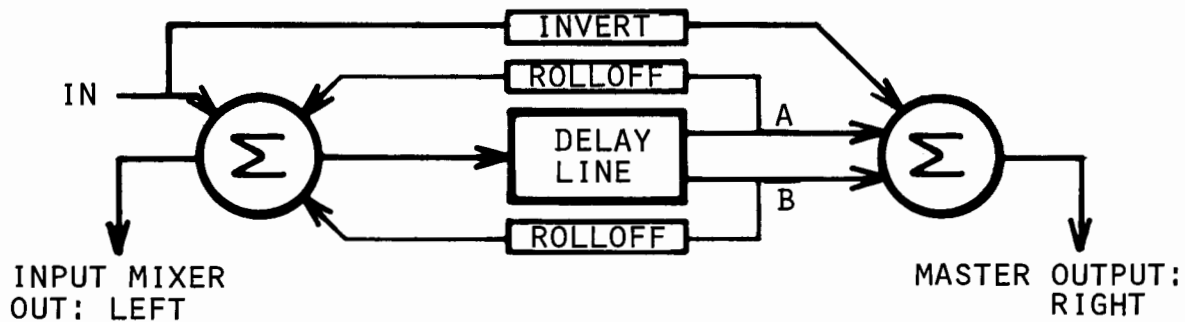 INVERT
ROLLOFF
IN
Σ
DELAY
LINE
A
B
Σ
ROLLOFF
INPUT MIXER
OUT: LEFT
MASTER OUTPUT:
RIGHT